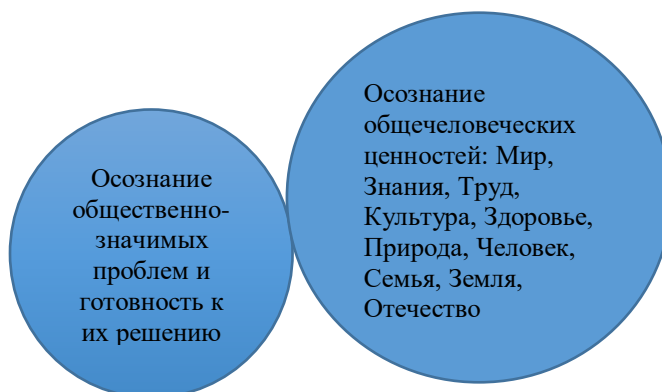 Осознание
общественно-
значимых
проблем и
готовность к
их решению
Осознание
общечеловеческих
ценностей: Мир,
Знания, Труд,
Культура, Здоровье,
Природа, Человек,
Семья, Земля,
Отечество